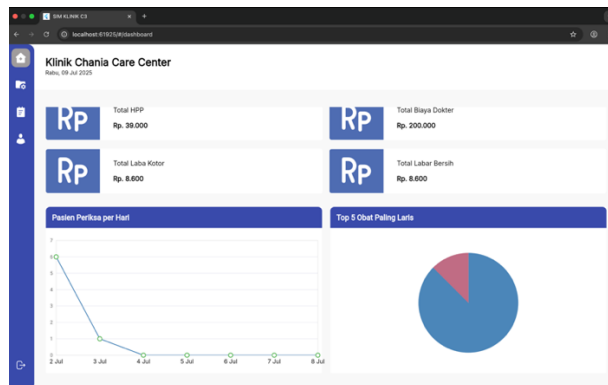 SIM KLINIK C3
localhost:61925/#/dashboard
Klinik Chania Care Center
Rabu, 09 Jul 2025
Rp
Total HPP
Rp. 39.000
Rp
Total Biaya Dokter
Rp. 200.000
Rp
Total Laba Kotor
Rp. 8.600
Rp
Total Labar Bersih
Rp. 8.600
Pasien Periksa per Hari
Top 5 Obat Paling Laris
7
6
5
4
3
2
1
0
2 Jul 3 Jul 4 Jul 5 Jul 6 Jul 7 Jul 8 Jul